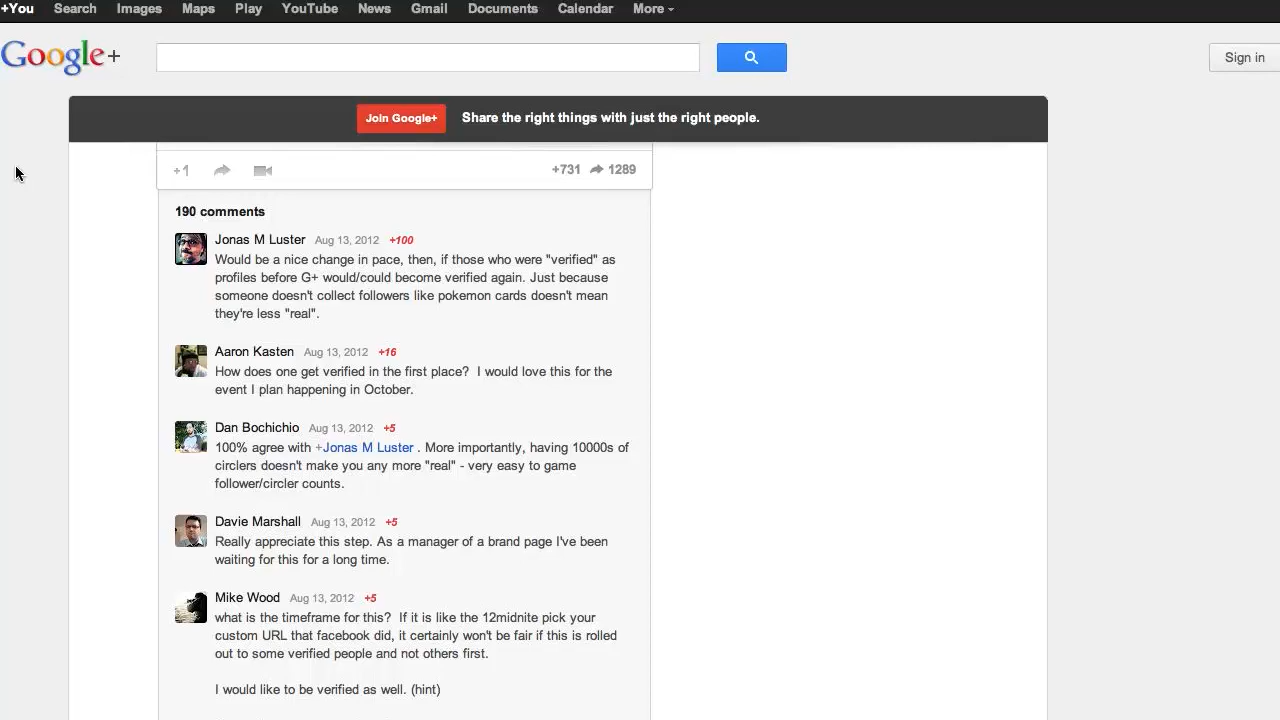 +You Search Images Maps Play YouTube News Gmail Documents Calendar More
Google+
Sign in
Join Google+ Share the right things with just the right people.
+1 +731 1289
190 comments
Jonas M Luster Aug 13, 2012 +100
Would be a nice change in pace, then, if those who were "verified" as
profiles before G+ would/could become verified again. Just because
someone doesn't collect followers like pokemon cards doesn't mean
they're less "real".
Aaron Kasten Aug 13, 2012 +16
How does one get verified in the first place?  I would love this for the
event I plan happening in October.
Dan Bochichio Aug 13, 2012 +5
100% agree with +Jonas M Luster . More importantly, having 10000s of
circlers doesn't make you any more "real" - very easy to game
follower/circler counts.
Davie Marshall Aug 13, 2012 +5
Really appreciate this step. As a manager of a brand page I've been
waiting for this for a long time.
Mike Wood Aug 13, 2012 +5
what is the timeframe for this?  If it is like the 12midnite pick your
custom URL that facebook did, it certainly won't be fair if this is rolled
out to some verified people and not others first.
I would like to be verified as well. (hint)